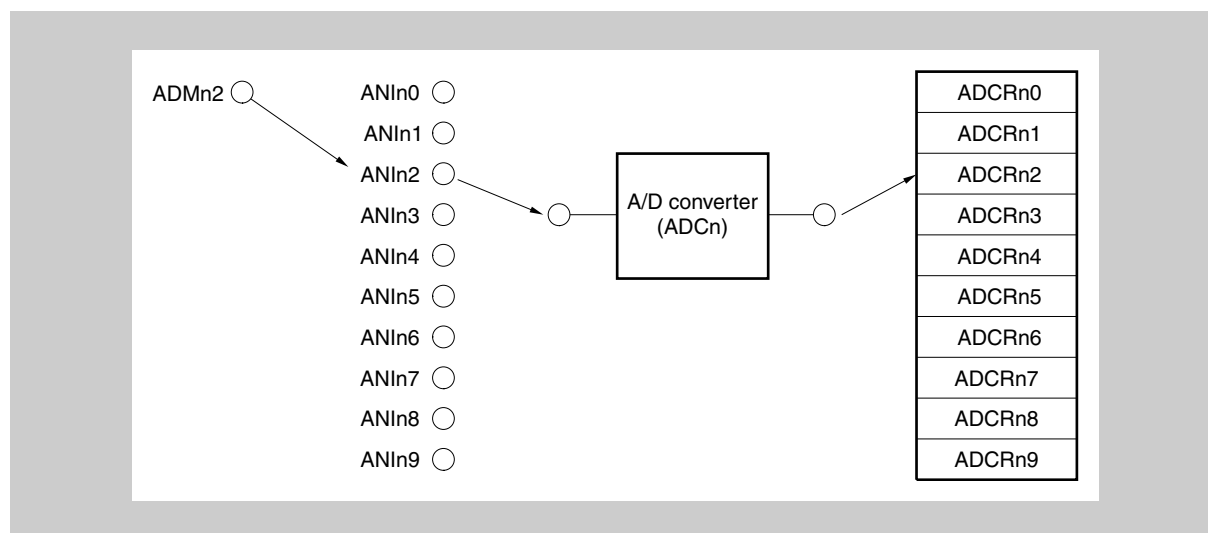 ADMn2
ANIn0
ANIn1
ANIn2
ANIn3
ANIn4
ANIn5
ANIn6
ANIn7
ANIn8
ANIn9
A/D converter
(ADCn)
ADCRn0
ADCRn1
ADCRn2
ADCRn3
ADCRn4
ADCRn5
ADCRn6
ADCRn7
ADCRn8
ADCRn9